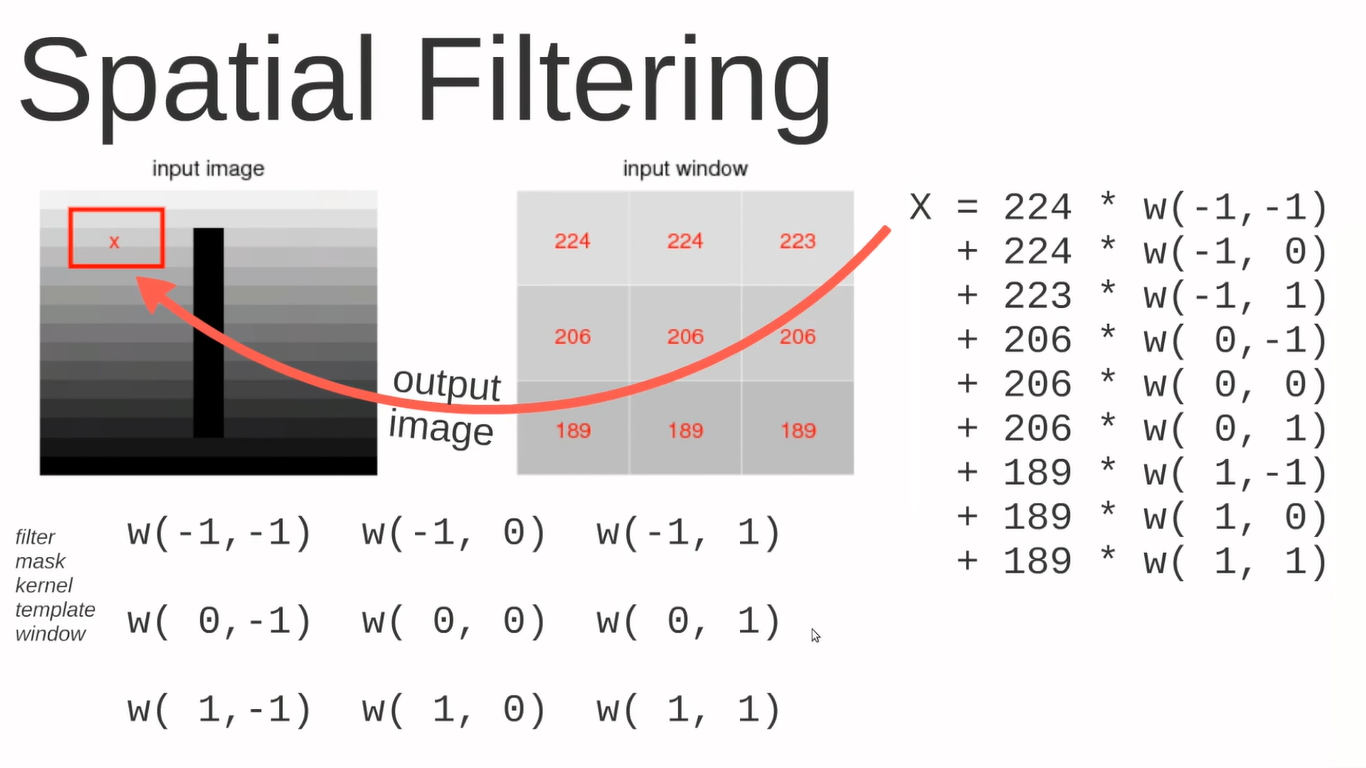 Spatial Filtering
input image
x
output
image
input window
224 224 223
206 206 206
189 189 189
X = 224 * w(-1,-1)
+ 224 * w(-1, 0)
+ 223 * w(-1, 1)
+ 206 * w( 0,-1)
+ 206 * w( 0, 0)
+ 206 * w( 0, 1)
+ 189 * w( 1,-1)
+ 189 * w( 1, 0)
+ 189 * w( 1, 1)
filter
mask
kernel
template
window
w(-1,-1) w(-1, 0) w(-1, 1)
w( 0,-1) w( 0, 0) w( 0, 1)
w( 1,-1) w( 1, 0) w( 1, 1)